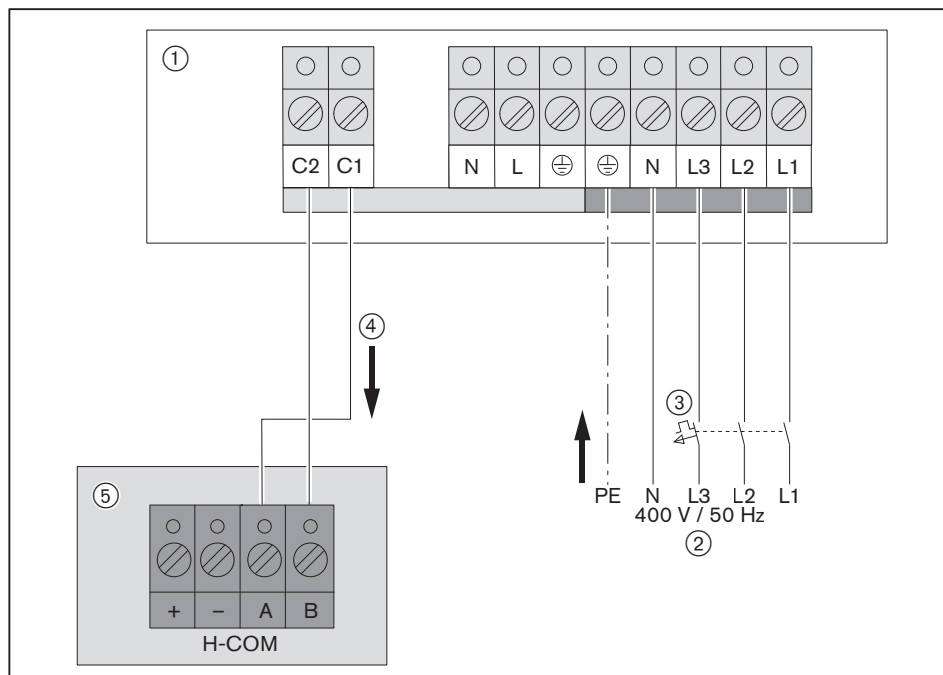 ①
C2 C1 N L ⏚ ⏚ N L3 L2 L1
④
③
PE N L3 L2 L1
400 V / 50 Hz
②
⑤
+ − A B
H-COM